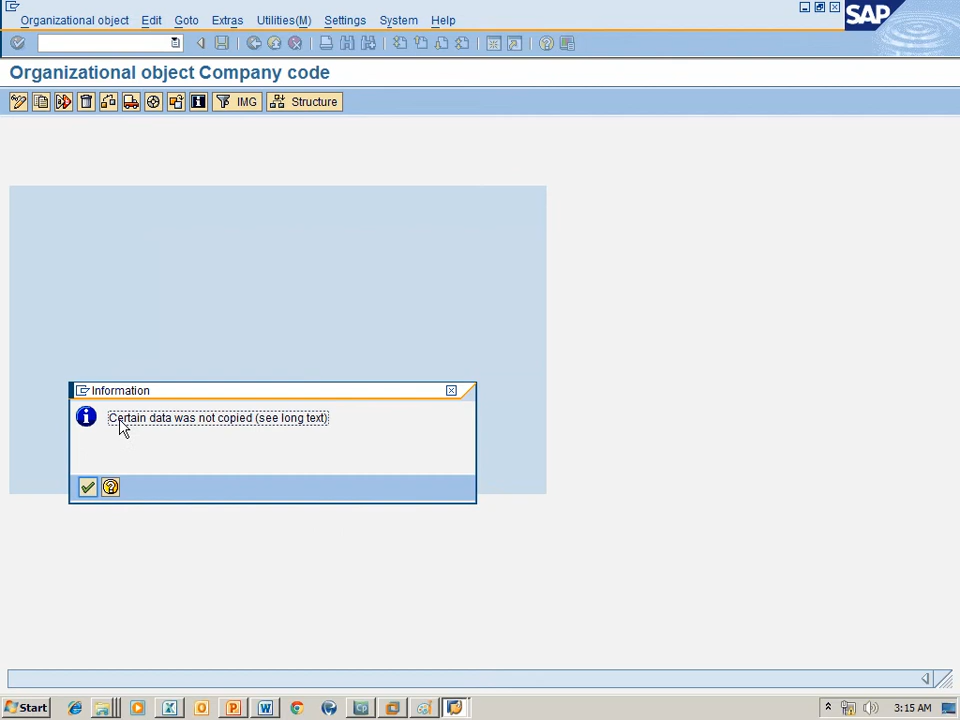 Organizational object Edit Goto Extras Utilities(M) Settings System Help
SAP
Organizational object Company code
IMG Structure
Information
Certain data was not copied (see long text)
Start 3:15 AM